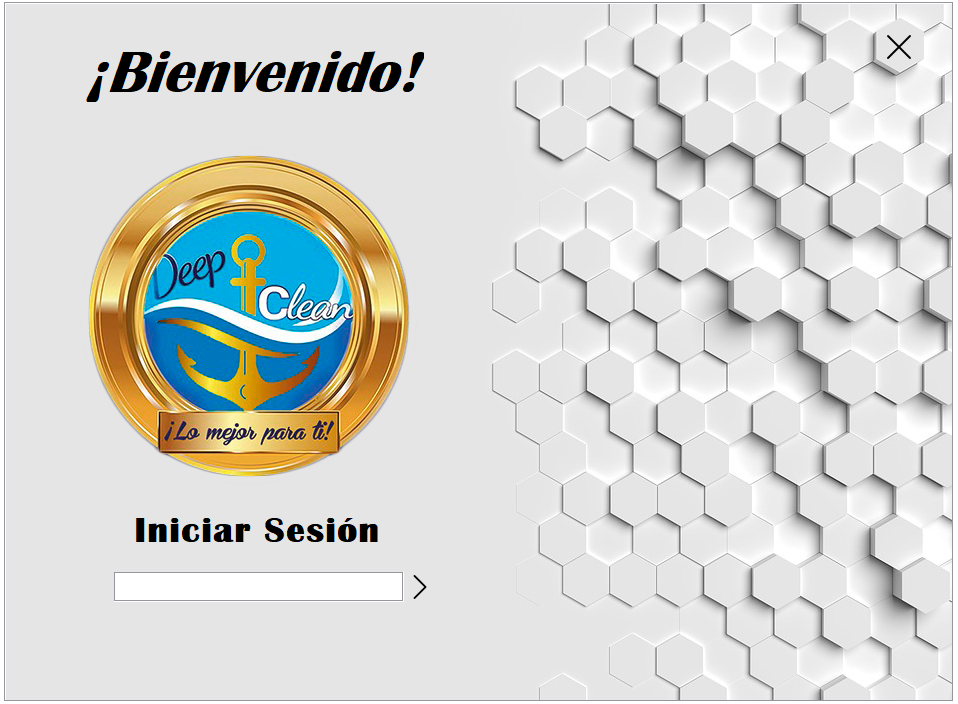 ¡Bienvenido!
Deep
Clean
¡Lo mejor para ti!
Iniciar Sesión